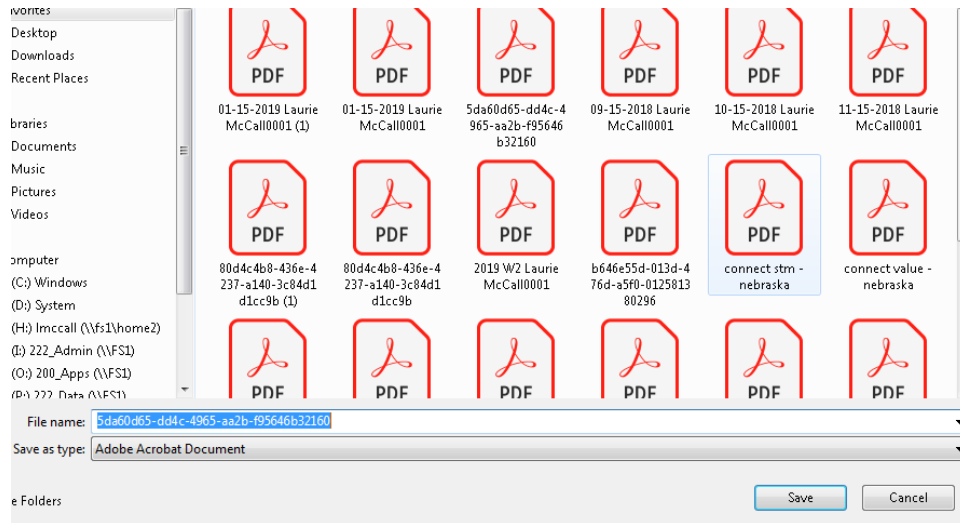 vorites
Desktop
Downloads
Recent Places
braries
Documents
Music
Pictures
Videos
omputer
(C:) Windows
(D:) System
(H:) lmccall (\\fs1\home2)
(I:) 222_Admin (\\FS1)
(O:) 200_Apps (\\FS1)
(P:) 222_Data (\\FS1)
PDF PDF PDF PDF PDF PDF
01-15-2019 Laurie 01-15-2019 Laurie 5da60d65-dd4c-4 09-15-2018 Laurie 10-15-2018 Laurie 11-15-2018 Laurie
McCall0001 (1) McCall0001 965-aa2b-f95646 McCall0001 McCall0001 McCall0001
b32160
PDF PDF PDF PDF PDF PDF
80d4c4b8-436e-4 80d4c4b8-436e-4 2019 W2 Laurie b646e55d-013d-4 connect stm - connect value -
237-a140-3c84d1 237-a140-3c84d1 McCall0001 76d-a5f0-0125813 nebraska nebraska
d1cc9b (1) d1cc9b 80296
PDF PDF PDF PDF PDF PDF
File name: 5da60d65-dd4c-4965-aa2b-f95646b32160
Save as type: Adobe Acrobat Document
e Folders Save Cancel